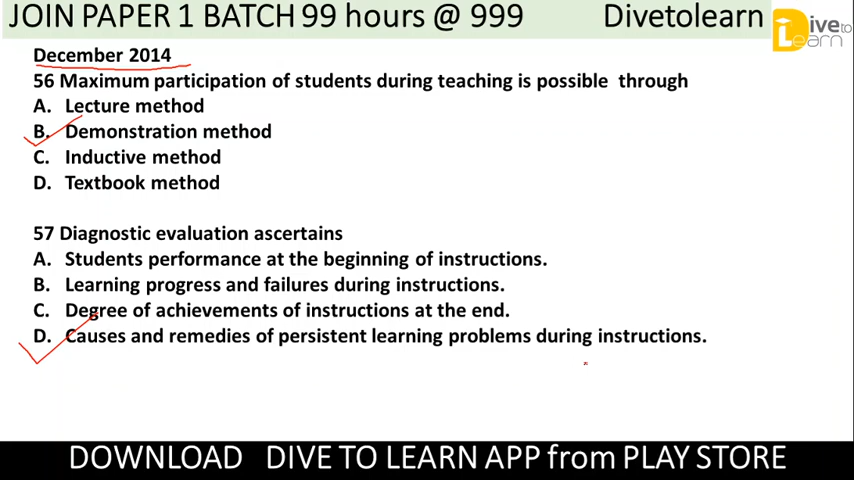 JOIN PAPER 1 BATCH 99 hours @ 999 Divetolearn
Dive to Learn
December 2014
56 Maximum participation of students during teaching is possible through
A. Lecture method
B. Demonstration method
C. Inductive method
D. Textbook method
57 Diagnostic evaluation ascertains
A. Students performance at the beginning of instructions.
B. Learning progress and failures during instructions.
C. Degree of achievements of instructions at the end.
D. Causes and remedies of persistent learning problems during instructions.
DOWNLOAD DIVE TO LEARN APP from PLAY STORE